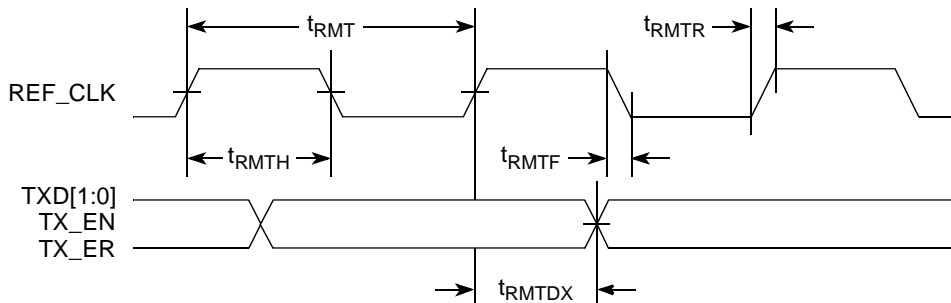 tRMT
tRMTR
REF_CLK
tRMTH
tRMTF
TXD[1:0]
TX_EN
TX_ER
tRMTDX